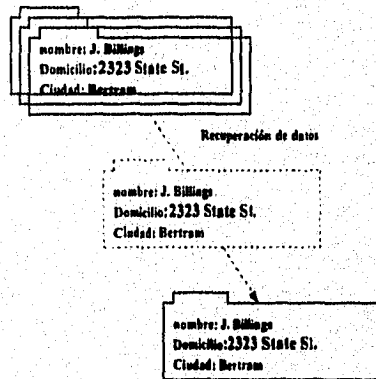 nombre: J. Billings
Domicilio:2323 State St.
Ciudad: Bertram
Recuperación de datos
nombre: J. Billings
Domicilio:2323 State St.
Ciudad: Bertram
nombre: J. Billings
Domicilio:2323 State St.
Ciudad: Bertram